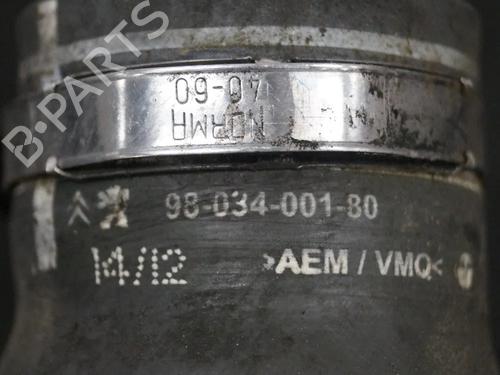 B-PARTS
40-60
NORMA
98-034-001-80
14/12
>AEM / VMQ<